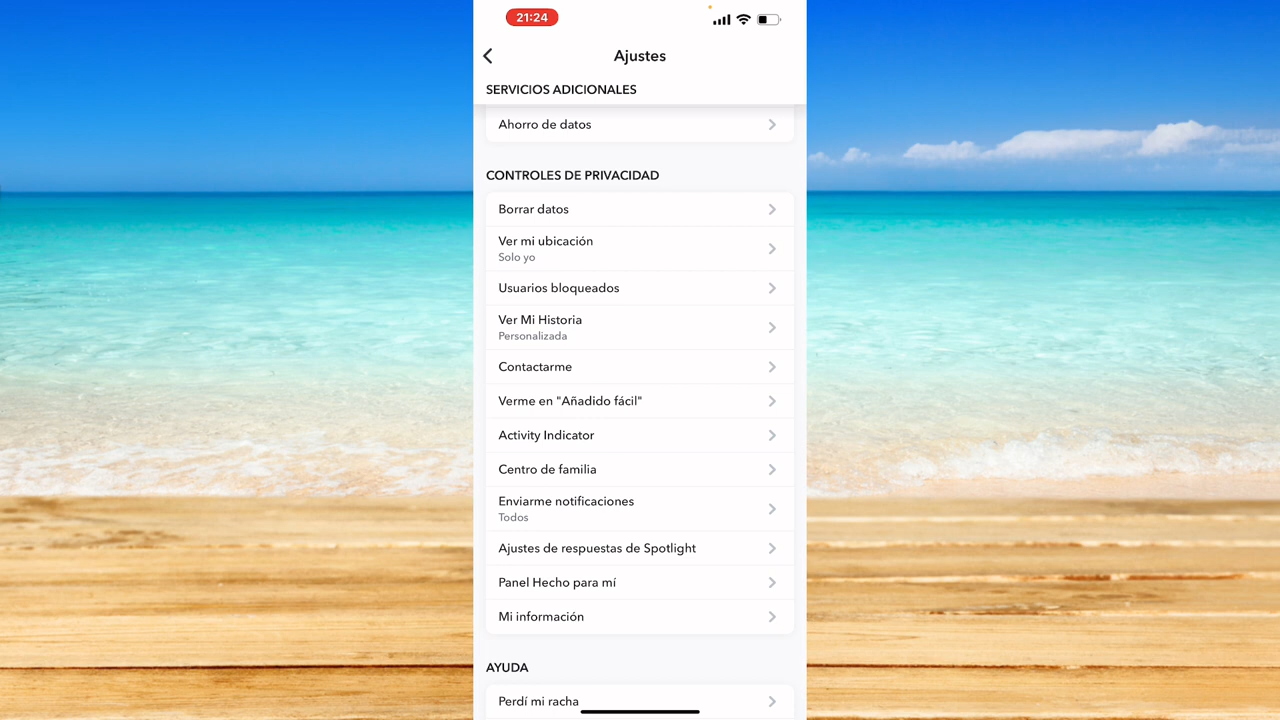 21:24
Ajustes
SERVICIOS ADICIONALES
Ahorro de datos
CONTROLES DE PRIVACIDAD
Borrar datos
Ver mi ubicación
Solo yo
Usuarios bloqueados
Ver Mi Historia
Personalizada
Contactarme
Verme en "Añadido fácil"
Activity Indicator
Centro de familia
Enviarme notificaciones
Todos
Ajustes de respuestas de Spotlight
Panel Hecho para mí
Mi información
AYUDA
Perdí mi racha